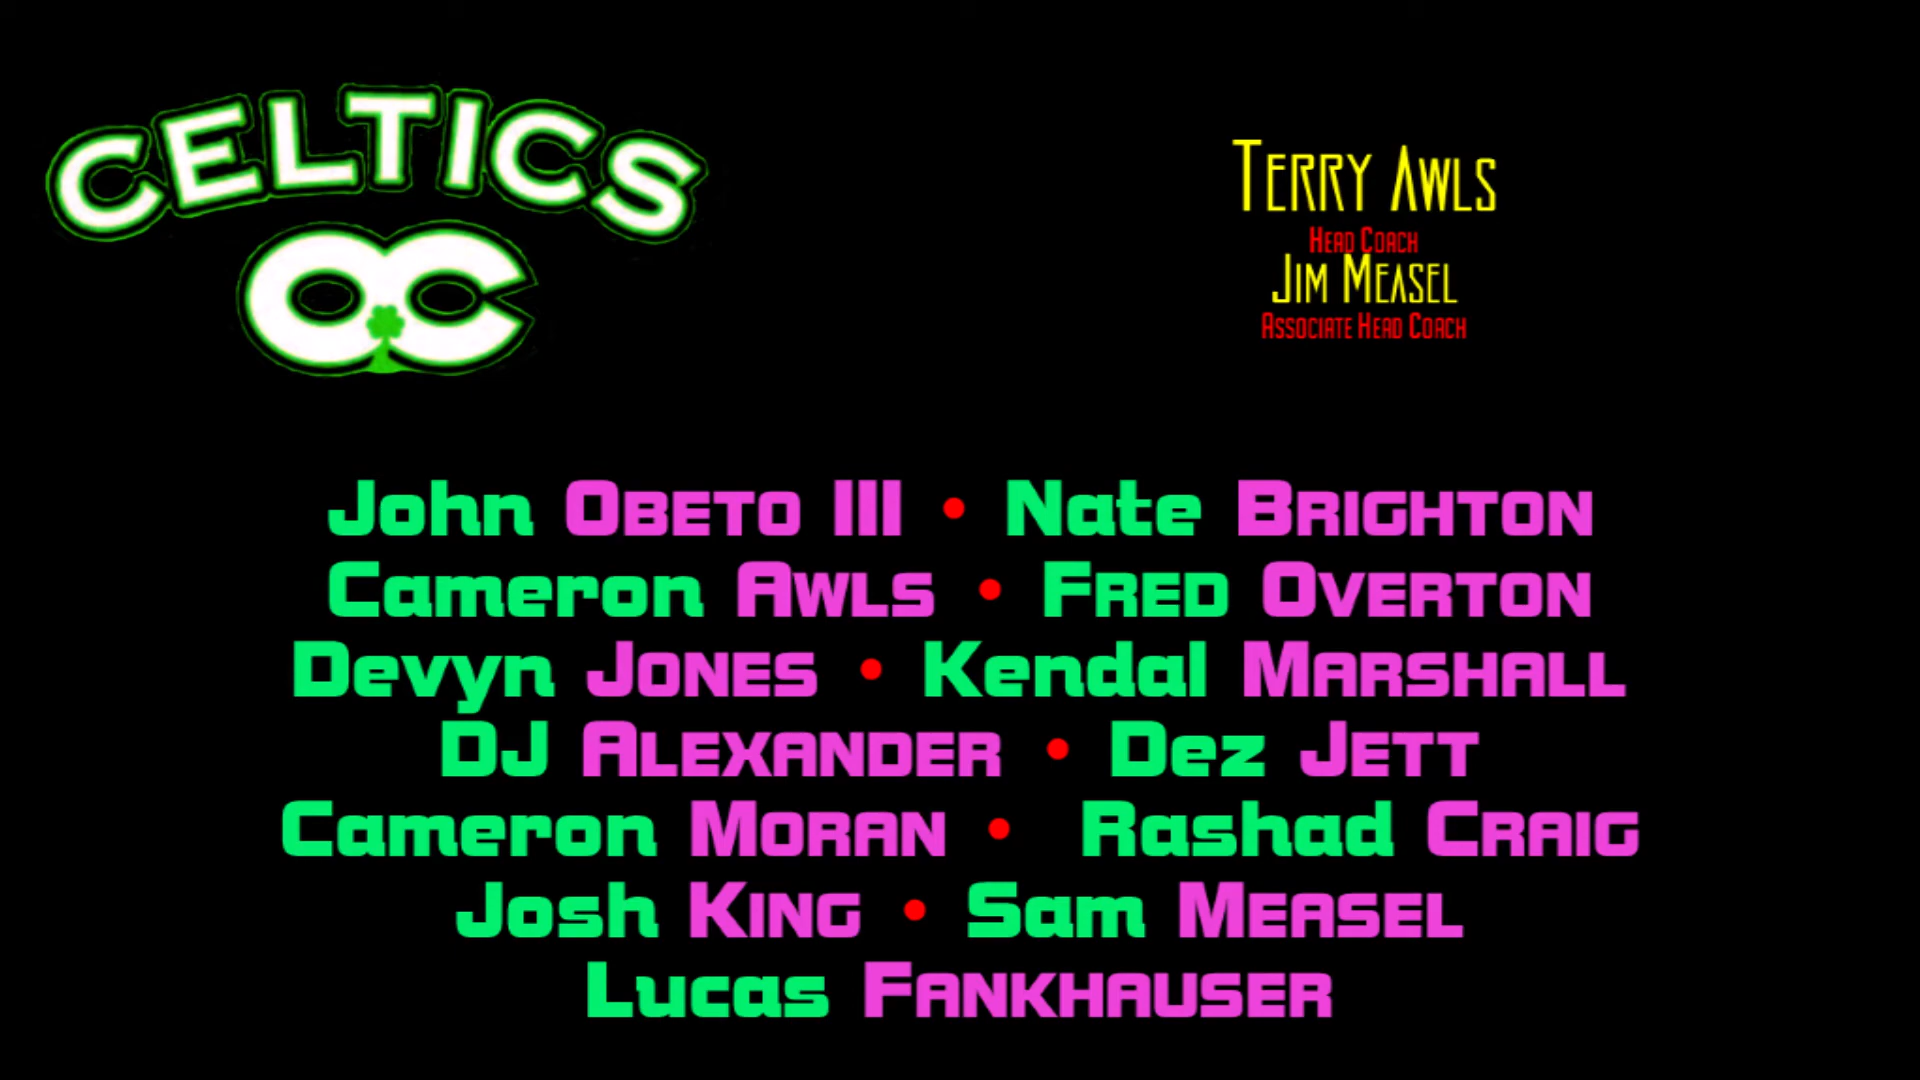 CELTICS
OC
TERRY AWLS
HEAD COACH
JIM MEASEL
ASSOCIATE HEAD COACH
John OBETO III • Nate BRIGHTON
Cameron AWLS • FRED OVERTON
Devyn JONES • Kendal MARSHALL
DJ ALEXANDER • Dez JETT
Cameron MORAN • Rashad CRAIG
Josh KING • Sam MEASEL
Lucas FANKHAUSER